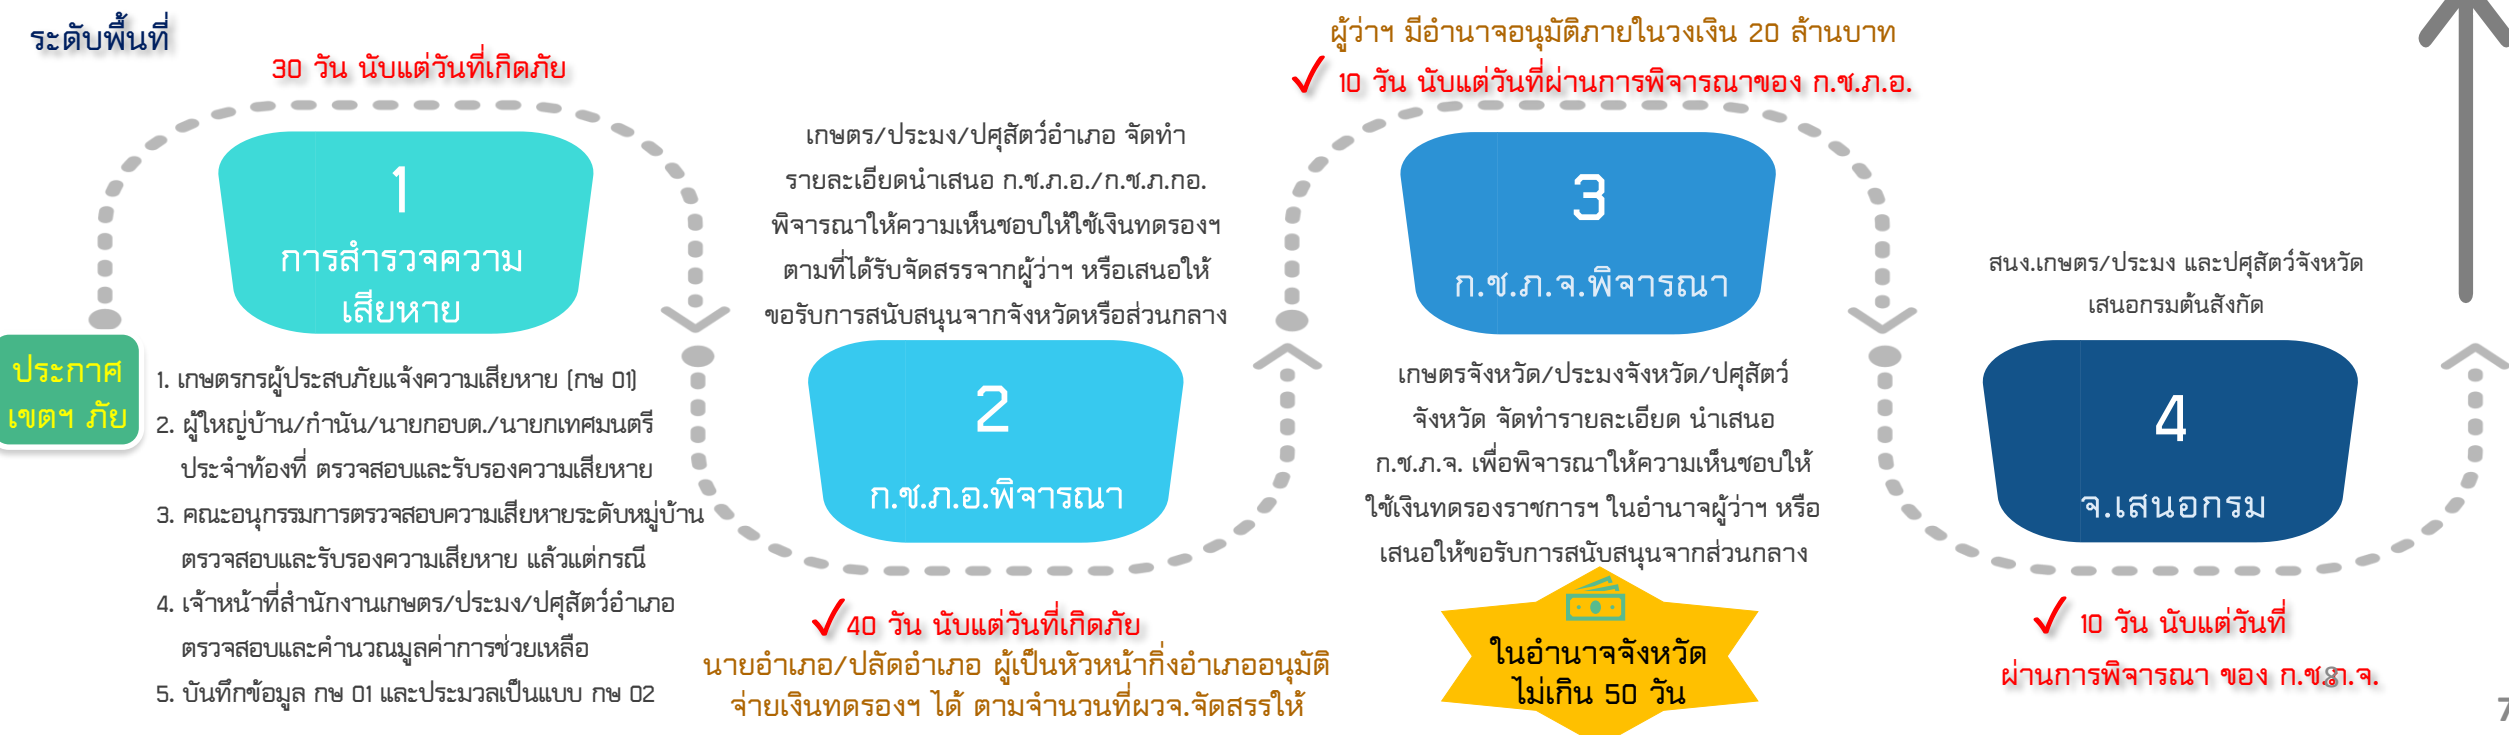 ระดับพื้นที่
30 วัน นับแต่วันที่เกิดภัย
ประกาศ
เขตฯ ภัย
1
การสำรวจความ
เสียหาย
1. เกษตรกรผู้ประสบภัยแจ้งความเสียหาย (กษ 01)
2. ผู้ใหญ่บ้าน/กำนัน/นายกอบต./นายกเทศมนตรี
ประจำท้องที่ ตรวจสอบและรับรองความเสียหาย
3. คณะอนุกรรมการตรวจสอบความเสียหายระดับหมู่บ้าน
ตรวจสอบและรับรองความเสียหาย แล้วแต่กรณี
4. เจ้าหน้าที่สำนักงานเกษตร/ประมง/ปศุสัตว์อำเภอ
ตรวจสอบและคำนวณมูลค่าการช่วยเหลือ
5. บันทึกข้อมูล กษ 01 และประมวลเป็นแบบ กษ 02
เกษตร/ประมง/ปศุสัตว์อำเภอ จัดทำ
รายละเอียดนำเสนอ ก.ช.ภ.อ./ก.ช.ภ.กอ.
พิจารณาให้ความเห็นชอบให้ใช้เงินทดรองฯ
ตามที่ได้รับจัดสรรจากผู้ว่าฯ หรือเสนอให้
ขอรับการสนับสนุนจากจังหวัดหรือส่วนกลาง
2
ก.ช.ภ.อ.พิจารณา
✓40 วัน นับแต่วันที่เกิดภัย
นายอำเภอ/ปลัดอำเภอ ผู้เป็นหัวหน้ากิ่งอำเภออนุมัติ
จ่ายเงินทดรองฯ ได้ ตามจำนวนที่ผวจ.จัดสรรให้
ผู้ว่าฯ มีอำนาจอนุมัติภายในวงเงิน 20 ล้านบาท
✓ 10 วัน นับแต่วันที่ผ่านการพิจารณาของ ก.ช.ภ.อ.
3
ก.ช.ภ.จ.พิจารณา
เกษตรจังหวัด/ประมงจังหวัด/ปศุสัตว์
จังหวัด จัดทำรายละเอียด นำเสนอ
ก.ช.ภ.จ. เพื่อพิจารณาให้ความเห็นชอบให้
ใช้เงินทดรองราชการฯ ในอำนาจผู้ว่าฯ หรือ
เสนอให้ขอรับการสนับสนุนจากส่วนกลาง
ในอำนาจจังหวัด
ไม่เกิน 50 วัน
สนง.เกษตร/ประมง และปศุสัตว์จังหวัด
เสนอกรมต้นสังกัด
4
จ.เสนอกรม
✓ 10 วัน นับแต่วันที่
ผ่านการพิจารณา ของ ก.ช.ภ.จ.
8
7